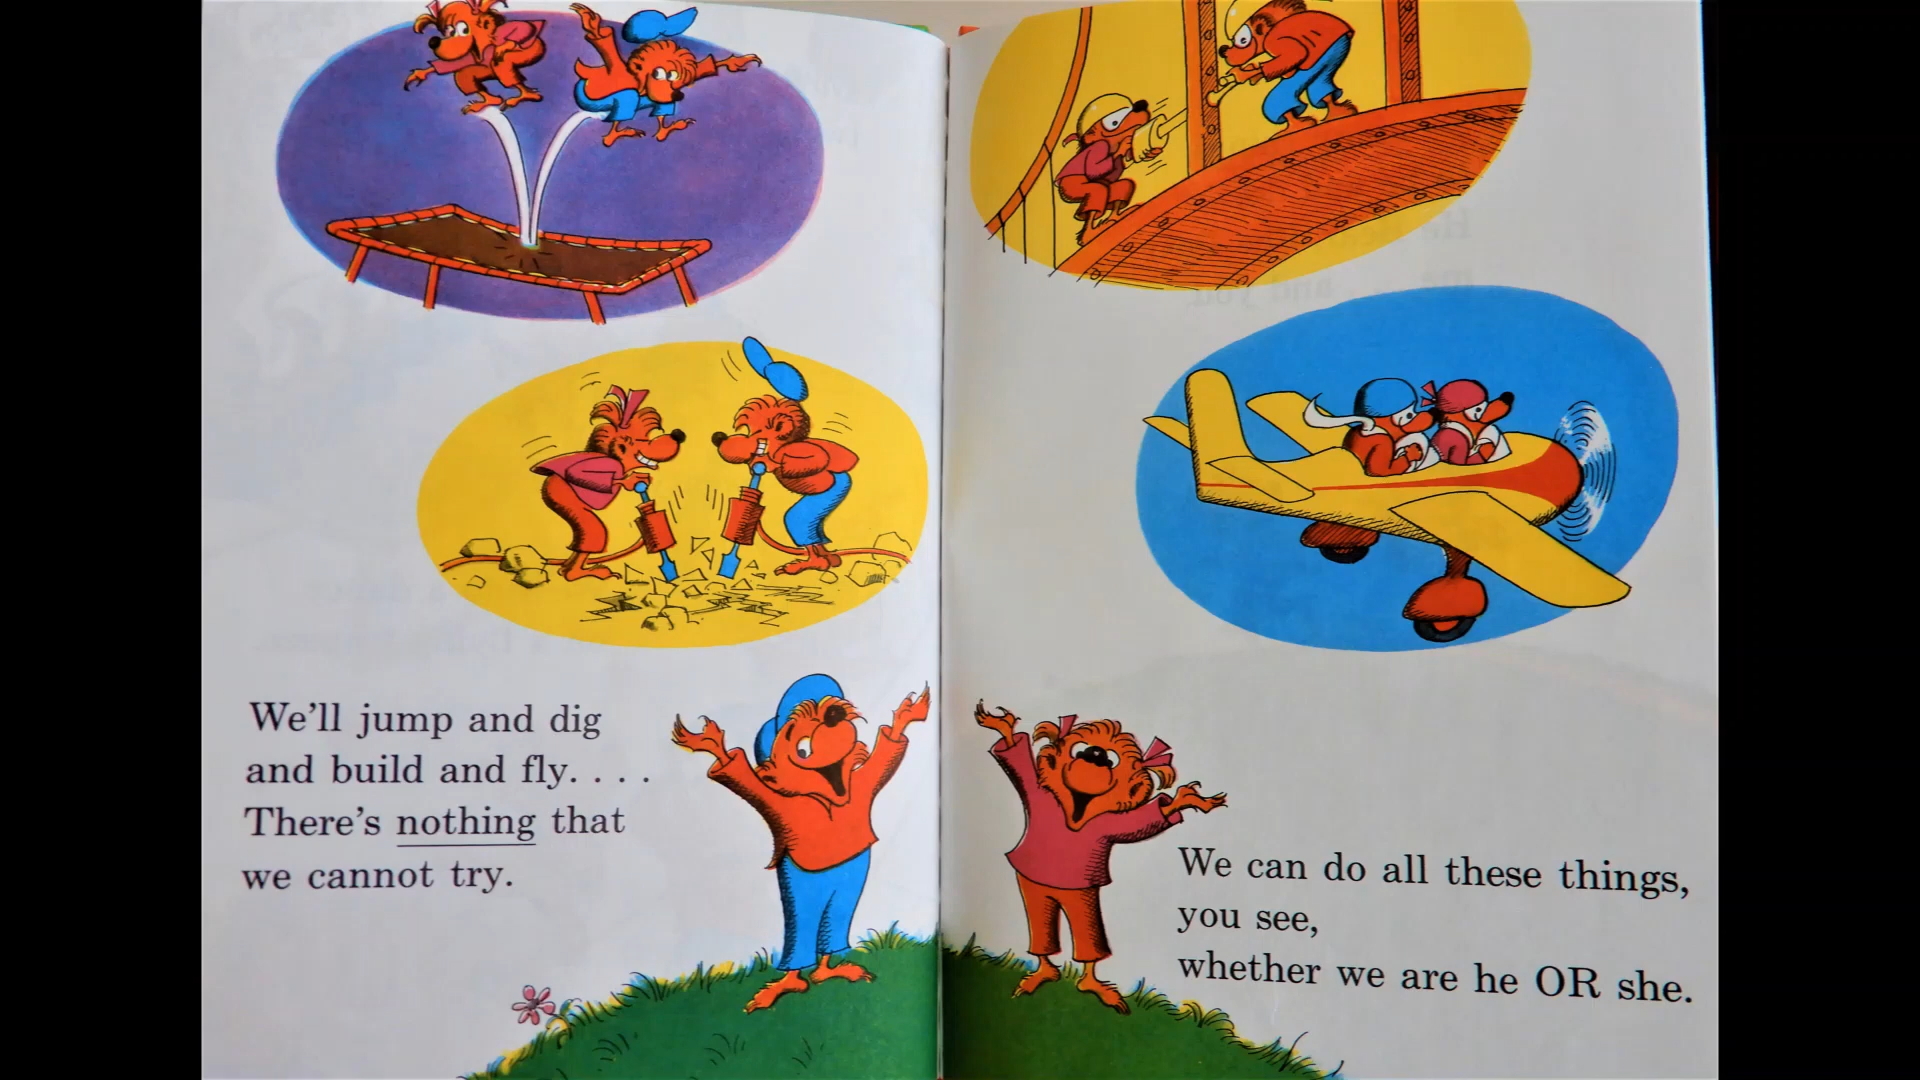 We'll jump and dig
and build and fly. . . .
There's nothing that
we cannot try.
We can do all these things,
you see,
whether we are he OR she.